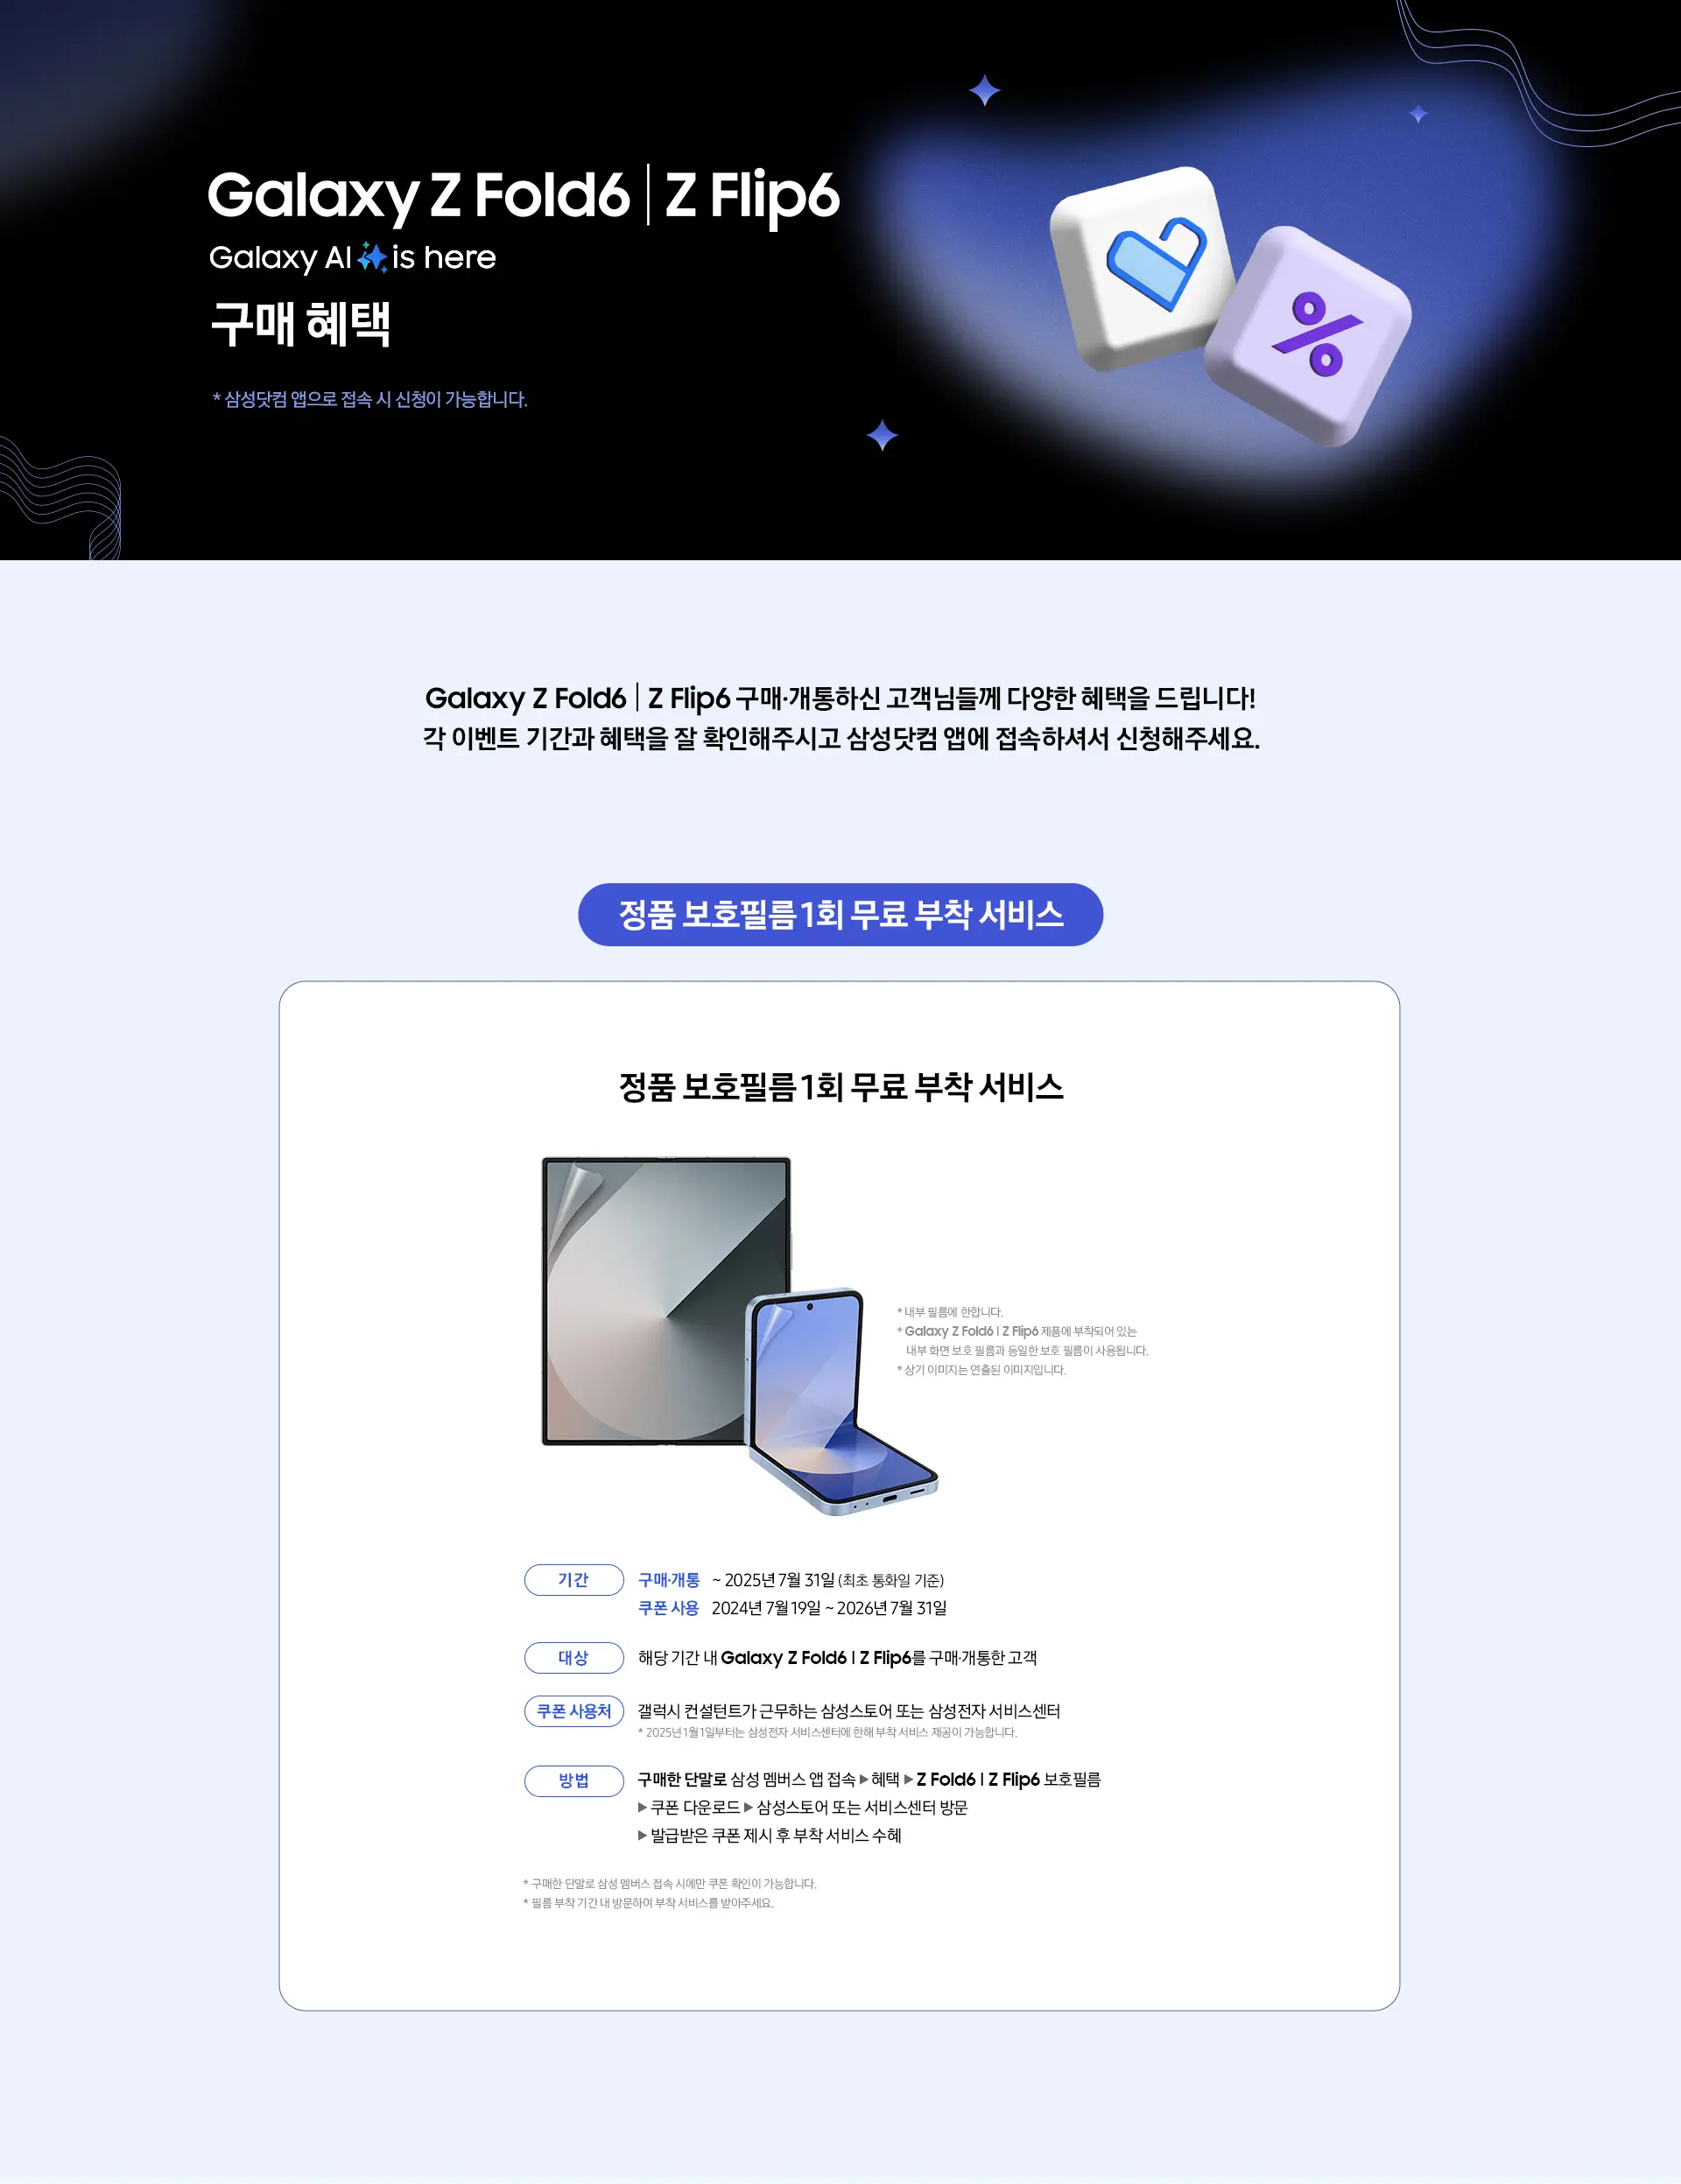 Galaxy Z Fold6 | Z Flip6
Galaxy AI is here
구매 혜택
* 삼성닷컴 앱으로 접속 시 신청이 가능합니다.
%
Galaxy Z Fold6 | Z Flip6 구매·개통하신 고객님들께 다양한 혜택을 드립니다!
각 이벤트 기간과 혜택을 잘 확인해주시고 삼성닷컴 앱에 접속하셔서 신청해주세요.
정품 보호필름 1회 무료 부착 서비스
정품 보호필름 1회 무료 부착 서비스
* 내부 필름에 한합니다.
* Galaxy Z Fold6 | Z Flip6 제품에 부착되어 있는
내부 화면 보호 필름과 동일한 보호 필름이 사용됩니다.
* 상기 이미지는 연출된 이미지입니다.
기간 구매·개통 ~ 2025년 7월 31일 (최초 통화일 기준)
쿠폰 사용 2024년 7월 19일 ~ 2026년 7월 31일
대상 해당 기간 내 Galaxy Z Fold6 | Z Flip6를 구매·개통한 고객
쿠폰 사용처 갤럭시 컨설턴트가 근무하는 삼성스토어 또는 삼성전자 서비스센터
* 2025년 1월 1일부터는 삼성전자 서비스센터에 한해 부착 서비스 제공이 가능합니다.
방법 구매한 단말로 삼성 멤버스 앱 접속 ▶ 혜택 ▶ Z Fold6 | Z Flip6 보호필름
▶ 쿠폰 다운로드 ▶ 삼성스토어 또는 서비스센터 방문
▶ 발급받은 쿠폰 제시 후 부착 서비스 수혜
* 구매한 단말로 삼성 멤버스 접속 시에만 쿠폰 확인이 가능합니다.
* 필름 부착 기간 내 방문하여 부착 서비스를 받아주세요.